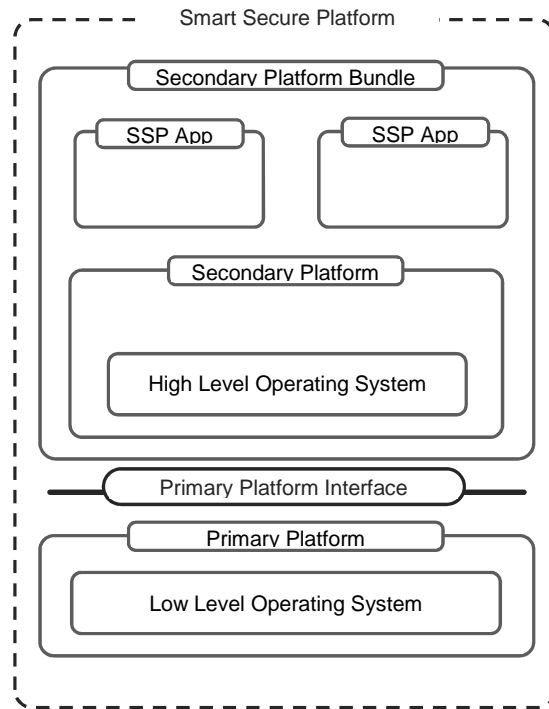 Smart Secure Platform
Secondary Platform Bundle
SSP App
SSP App
Secondary Platform
High Level Operating System
Primary Platform Interface
Primary Platform
Low Level Operating System